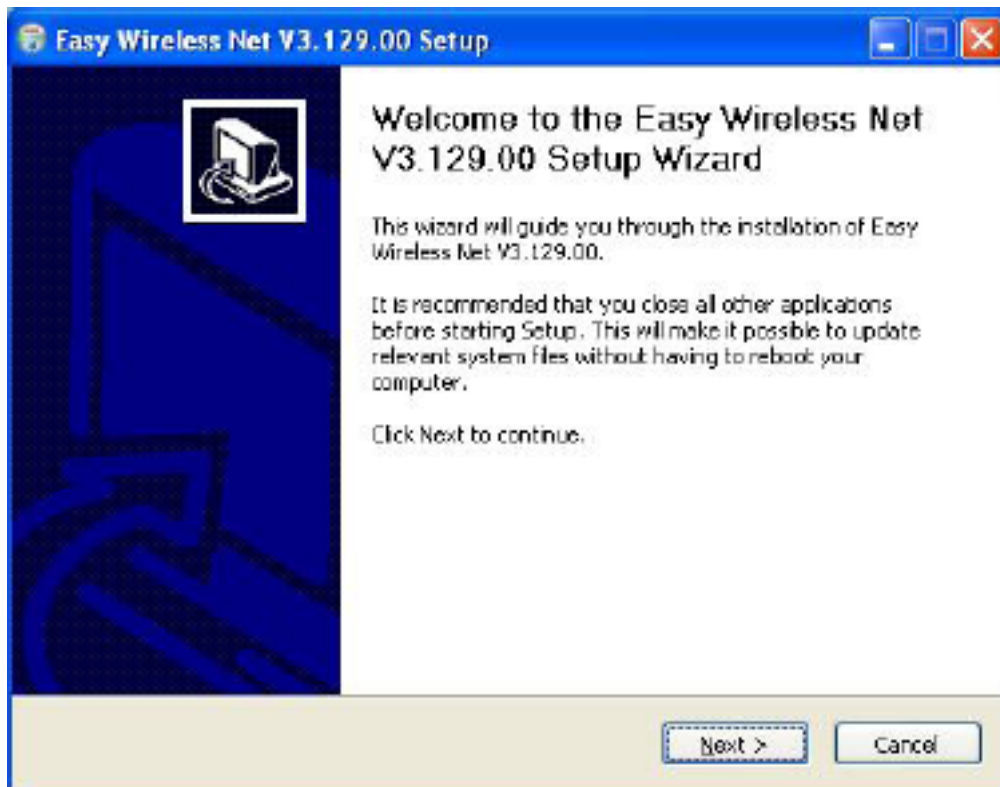 Easy Wireless Net V3.129.00 Setup
Welcome to the Easy Wireless Net
V3.129.00 Setup Wizard
This wizard will guide you through the installation of Easy
Wireless Net V3.129.00.
It is recommended that you close all other applications
before starting Setup. This will make it possible to update
relevant system files without having to reboot your
computer.
Click Next to continue.
Next >
Cancel